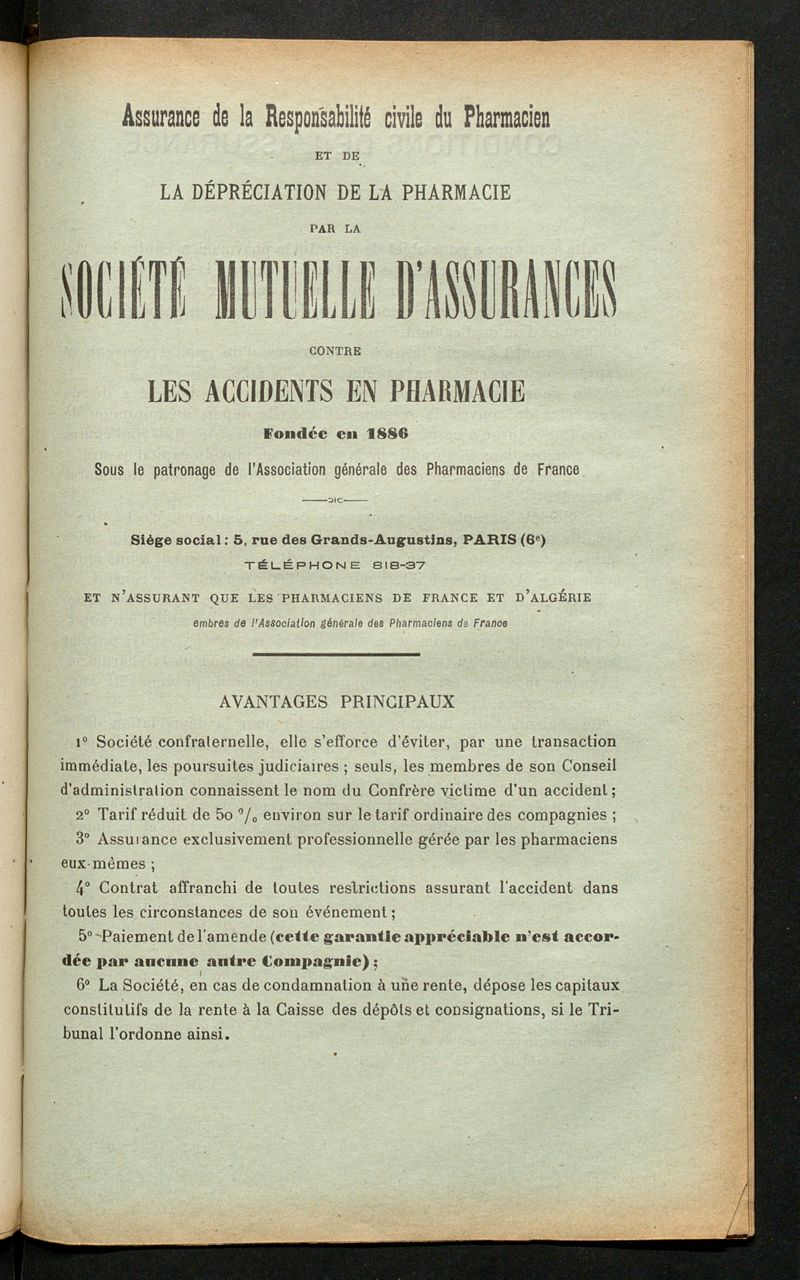 Assurance de la Responsabilité civile du Pharmacien
ET DE
LA DÉPRÉCIATION DE LA PHARMACIE
PAR LA
SOCIÉTÉ MUTUELLE D'ASSURANCES
CONTRE
LES ACCIDENTS EN PHARMACIE
Fondée en 1886
Sous le patronage de l'Association générale des Pharmaciens de France
Siège social : 5, rue des Grands-Augustins, PARIS (6e)
TÉLÉPHONE 818-37
ET N'ASSURANT QUE LES PHARMACIENS DE FRANCE ET D'ALGÉRIE
embres de l'Association générale des Pharmaciens de France
AVANTAGES PRINCIPAUX
1º Société confraternelle, elle s'efforce d'éviter, par une transaction
immédiate, les poursuites judiciaires ; seuls, les membres de son Conseil
d'administration connaissent le nom du Confrère victime d'un accident ;
2º Tarif réduit de 50 % environ sur le tarif ordinaire des compagnies ;
3º Assurance exclusivement professionnelle gérée par les pharmaciens
eux-mêmes ;
4º Contrat affranchi de toutes restrictions assurant l'accident dans
toutes les circonstances de son événement ;
5º Paiement de l'amende (cette garantie appréciable n'est accor-
dée par aucune autre Compagnie) ;
6º La Société, en cas de condamnation à une rente, dépose les capitaux
constitutifs de la rente à la Caisse des dépôts et consignations, si le Tri-
bunal l'ordonne ainsi.